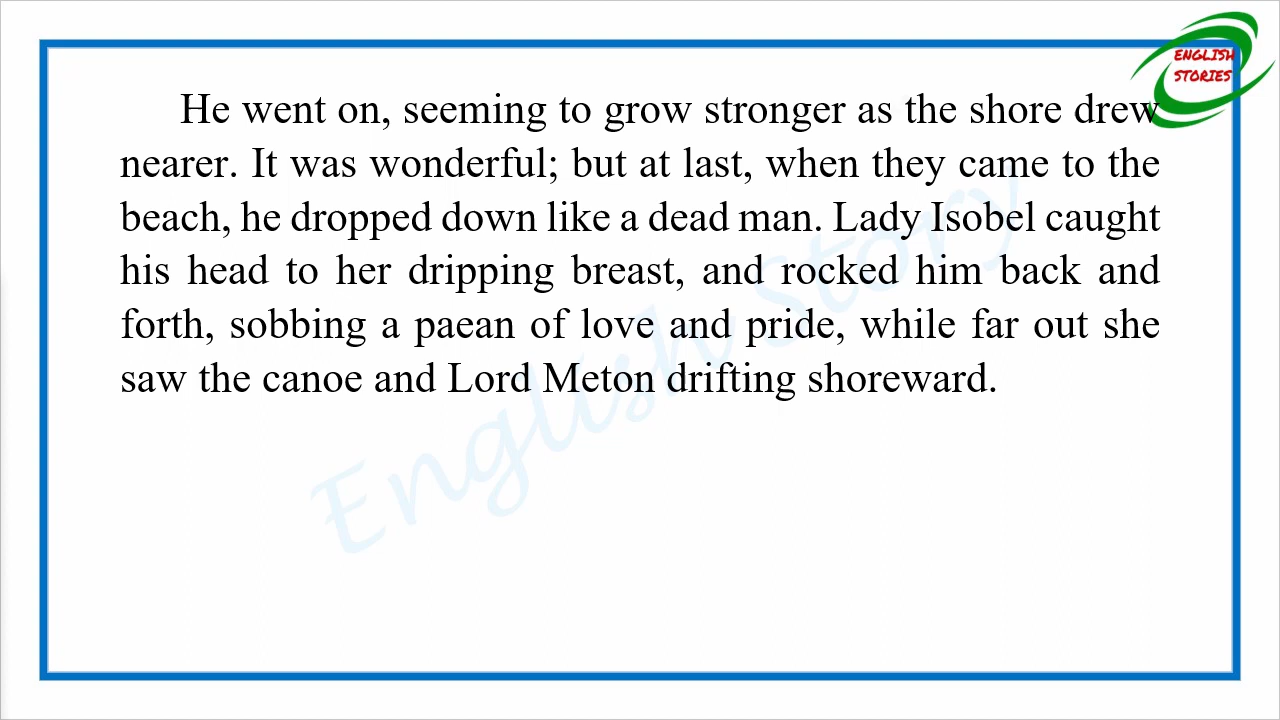 ENGLISH
STORIES
He went on, seeming to grow stronger as the shore drew
nearer. It was wonderful; but at last, when they came to the
beach, he dropped down like a dead man. Lady Isobel caught
his head to her dripping breast, and rocked him back and
forth, sobbing a paean of love and pride, while far out she
saw the canoe and Lord Meton drifting shoreward.
English Story